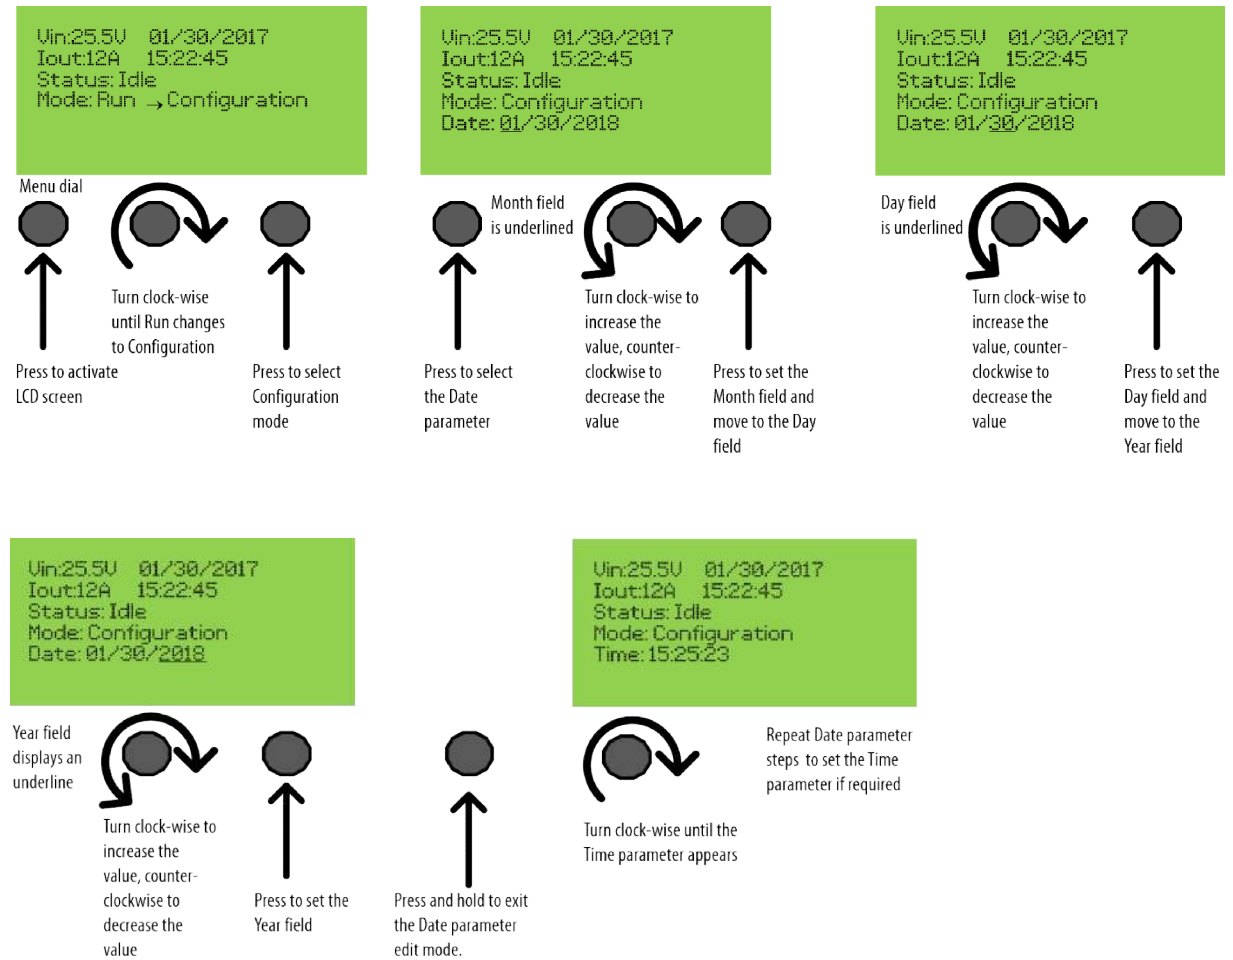 Vin:25.5V 01/30/2017
Iout:12A 15:22:45
Status: Idle
Mode: Run →Configuration
Menu dial
Press to activate
LCD screen
Turn clock-wise
until Run changes
to Configuration
Press to select
Configuration
mode
Vin:25.5V 01/30/2017
Iout:12A 15:22:45
Status: Idle
Mode: Configuration
Date: 01/30/2018
Month field
is underlined
Press to select
the Date
parameter
Turn clock-wise to
increase the
value, counter-
clockwise to
decrease the
value
Press to set the
Month field and
move to the Day
field
Vin:25.5V 01/30/2017
Iout:12A 15:22:45
Status: Idle
Mode: Configuration
Date: 01/30/2018
Day field
is underlined
Turn clock-wise to
increase the
value, counter-
clockwise to
decrease the
value
Press to set the
Day field and
move to the
Year field
Vin:25.5V 01/30/2017
Iout:12A 15:22:45
Status: Idle
Mode: Configuration
Date: 01/30/2018
Year field
displays an
underline
Turn clock-wise to
increase the
value, counter-
clockwise to
decrease the
value
Press to set the
Year field
Press and hold to exit
the Date parameter
edit mode.
Vin:25.5V 01/30/2017
Iout:12A 15:22:45
Status: Idle
Mode: Configuration
Time: 15:25:23
Turn clock-wise until the
Time parameter appears
Repeat Date parameter
steps to set the Time
parameter if required